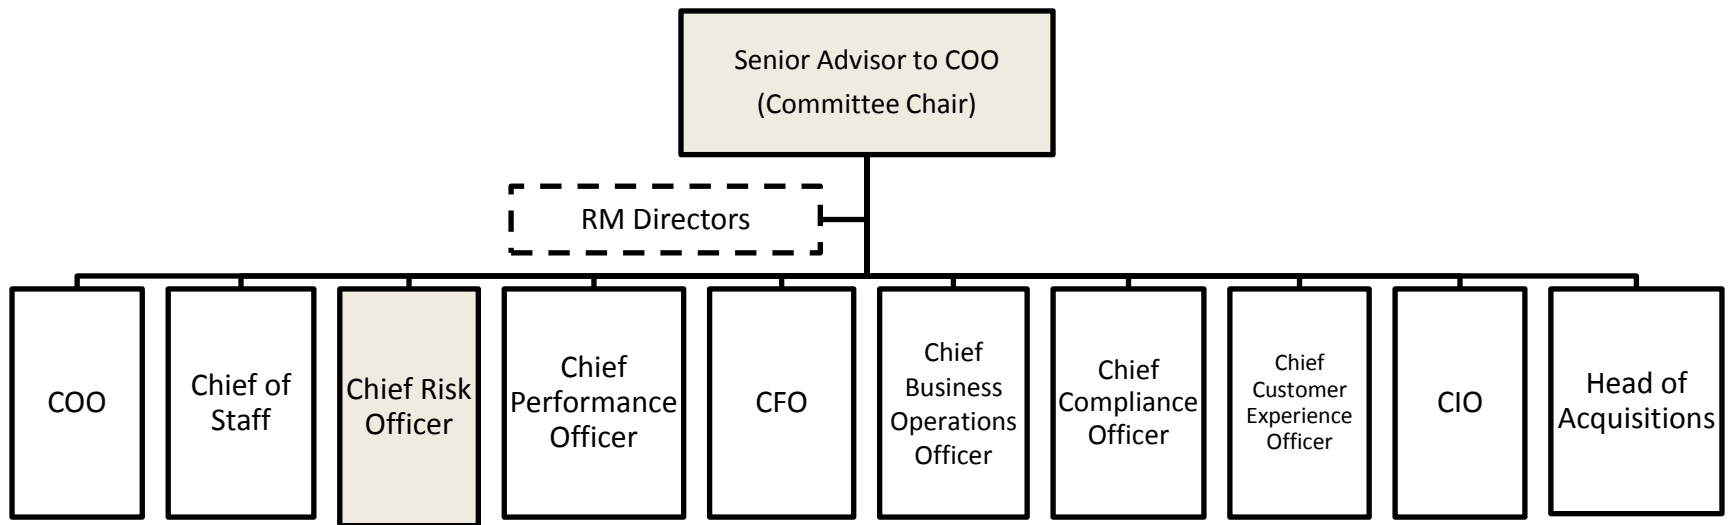 Senior Advisor to COO
(Committee Chair)
RM Directors
COO
Chief of
Staff
Chief Risk
Officer
Chief
Performance
Officer
CFO
Chief
Business
Operations
Officer
Chief
Compliance
Officer
Chief
Customer
Experience
Officer
CIO
Head of
Acquisitions